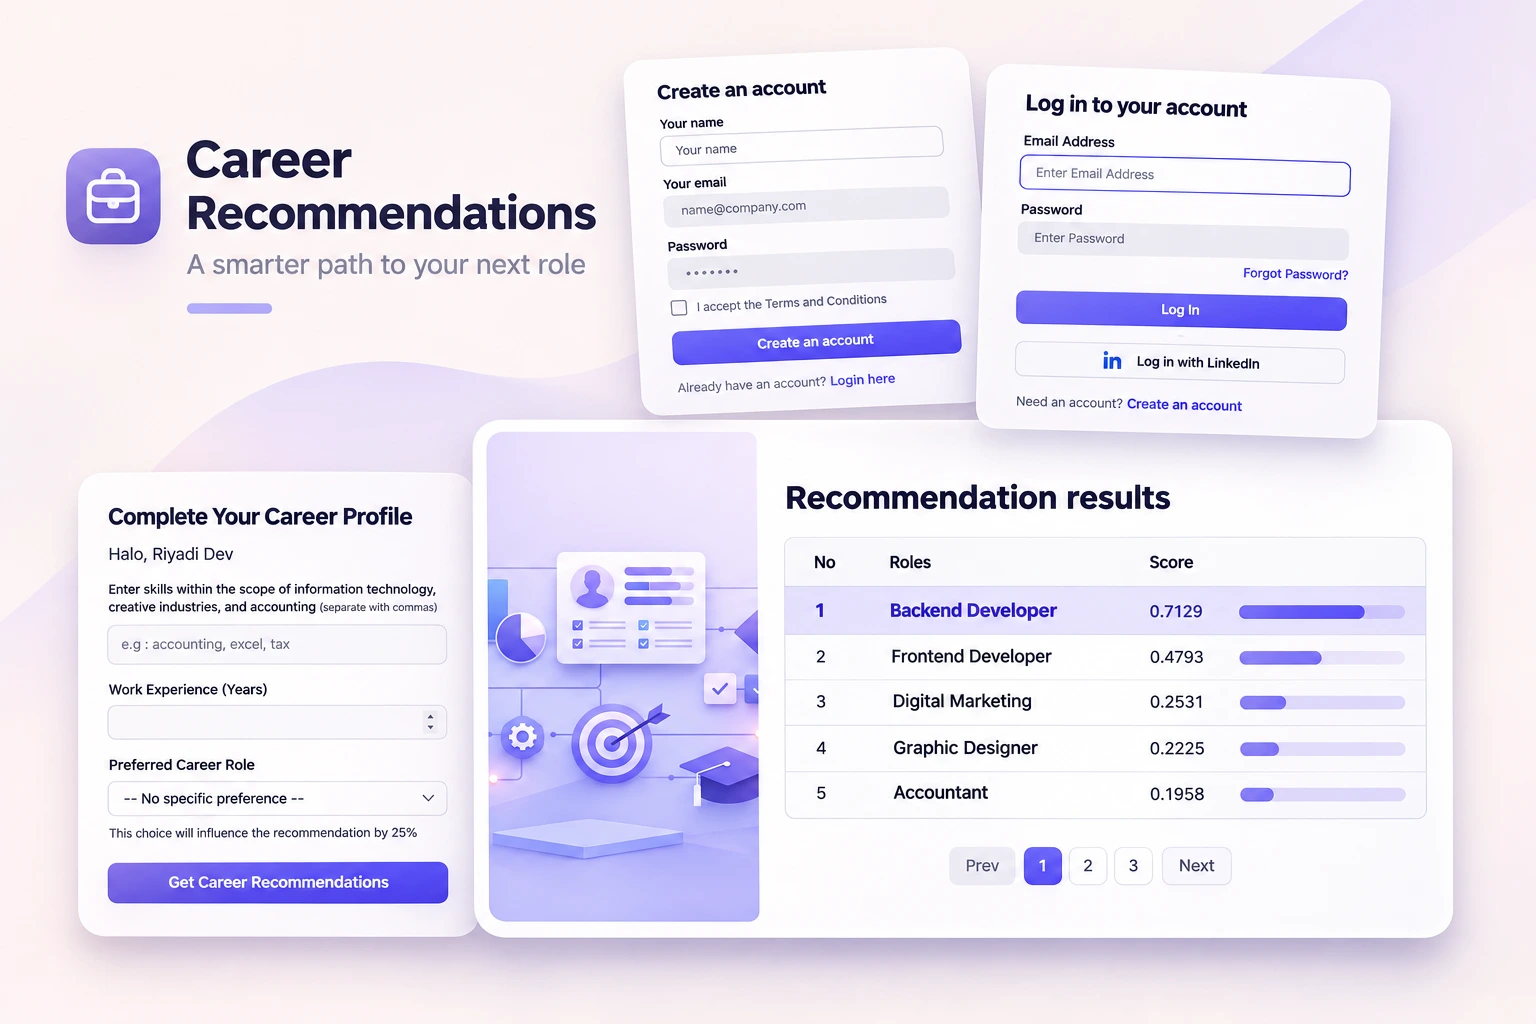 Career
Recommendations
A smarter path to your next role
Create an account
Your name
Your name
Your email
name@company.com
Password
•••••••
I accept the Terms and Conditions
Create an account
Already have an account? Login here
Log in to your account
Email Address
Enter Email Address
Password
Enter Password
Forgot Password?
Log In
in Log in with LinkedIn
Need an account? Create an account
Complete Your Career Profile
Halo, Riyadi Dev
Enter skills within the scope of information technology,
creative industries, and accounting (separate with commas)
e.g : accounting, excel, tax
Work Experience (Years)
Preferred Career Role
-- No specific preference --
This choice will influence the recommendation by 25%
Get Career Recommendations
Recommendation results
No Roles Score
1 Backend Developer 0.7129
2 Frontend Developer 0.4793
3 Digital Marketing 0.2531
4 Graphic Designer 0.2225
5 Accountant 0.1958
Prev 1 2 3 Next